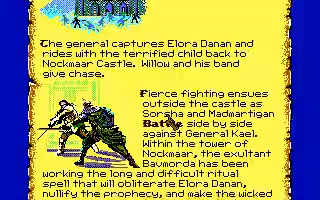 The general captures Elora Danan and
rides with the terrified child back to
Nockmaar Castle. Willow and his band
give chase.
Fierce fighting ensues
outside the castle as
Sorsha and Madmartigan
Battle side by side
against General Kael.
Within the tower of
Nockmaar, the exultant
Bavmorda has been
working the long and difficult ritual
spell that will obliterate Elora Danan,
nullify the prophecy, and make the wicked